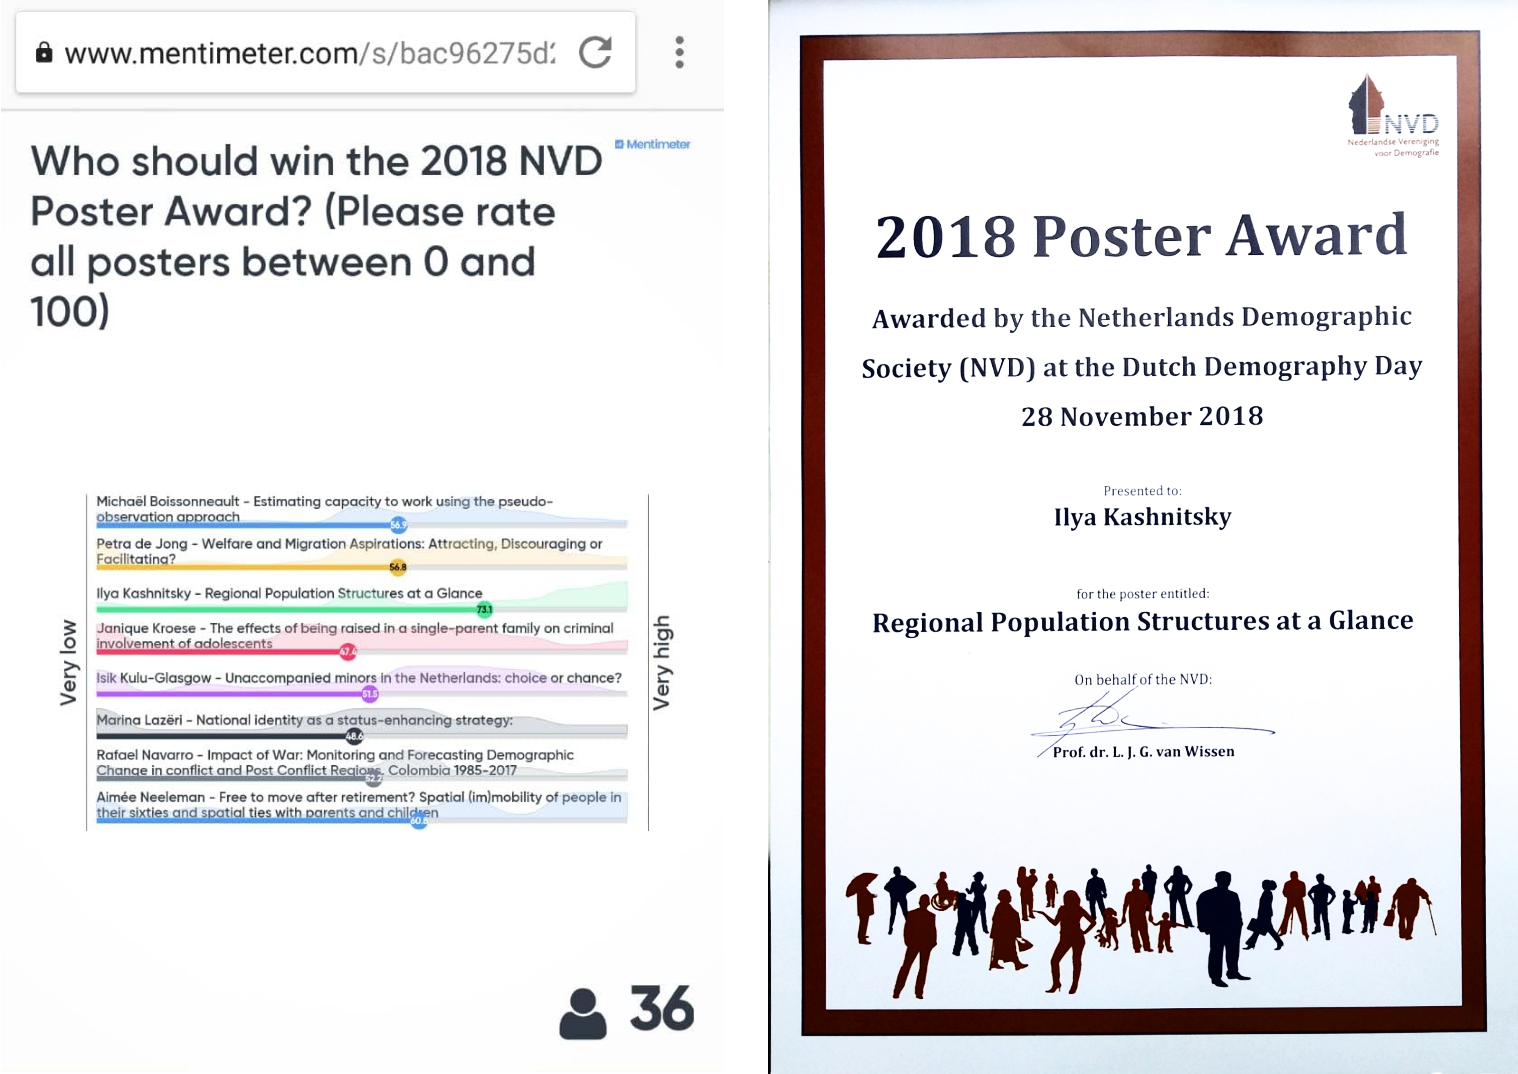 www.mentimeter.com/s/bac96275d
Who should win the 2018 NVD
Mentimeter
Poster Award? (Please rate
all posters between 0 and
100)
Very low
Michaël Boissonneault - Estimating capacity to work using the pseudo-
observation approach
56.9
Petra de Jong - Welfare and Migration Aspirations: Attracting, Discouraging or
Facilitating?
56.8
Ilya Kashnitsky - Regional Population Structures at a Glance
73.1
Janique Kroese - The effects of being raised in a single-parent family on criminal
involvement of adolescents
47.4
Isik Kulu-Glasgow - Unaccompanied minors in the Netherlands: choice or chance?
51.5
Marina Lazëri - National identity as a status-enhancing strategy:
48.6
Rafael Navarro - Impact of War: Monitoring and Forecasting Demographic
Change in conflict and Post Conflict Regions. Colombia 1985-2017
52.2
Aimée Neeleman - Free to move after retirement? Spatial (im)mobility of people in
their sixties and spatial ties with parents and children
Very high
36
NVD
Nederlandse Vereniging
voor Demografie
2018 Poster Award
Awarded by the Netherlands Demographic
Society (NVD) at the Dutch Demography Day
28 November 2018
Presented to:
Ilya Kashnitsky
for the poster entitled:
Regional Population Structures at a Glance
On behalf of the NVD:
Prof. dr. L. J. G. van Wissen